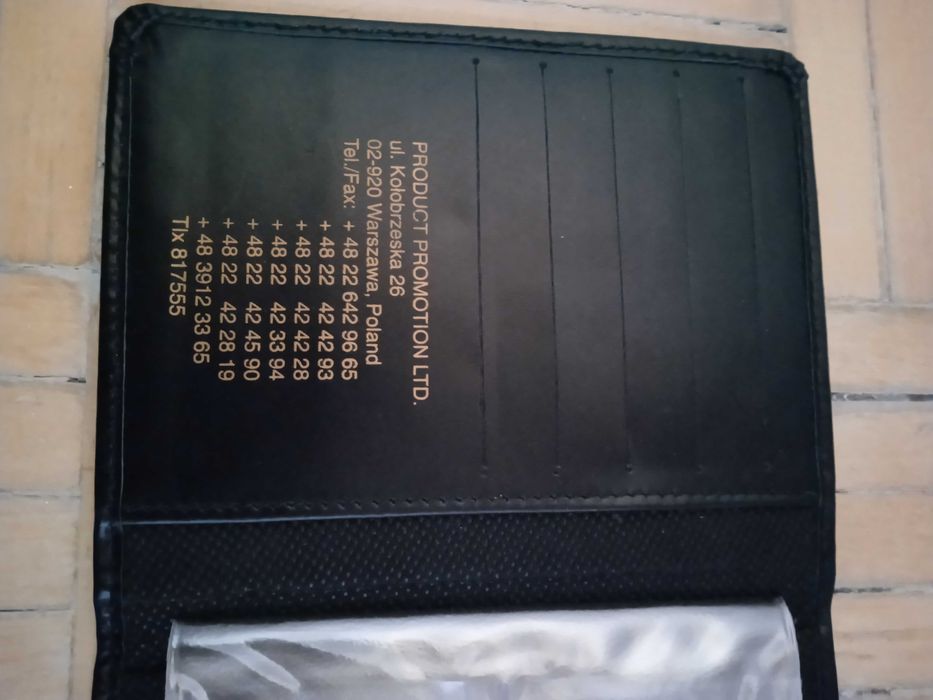 PRODUCT PROMOTION LTD.
ul. Kołobrzeska 26
02-920 Warszawa, Poland
Tel./Fax: + 48 22 642 96 65
+ 48 22 42 42 93
+ 48 22 42 42 28
+ 48 22 42 33 94
+ 48 22 42 45 90
+ 48 22 42 28 19
+ 48 3912 33 65
Tlx 817555